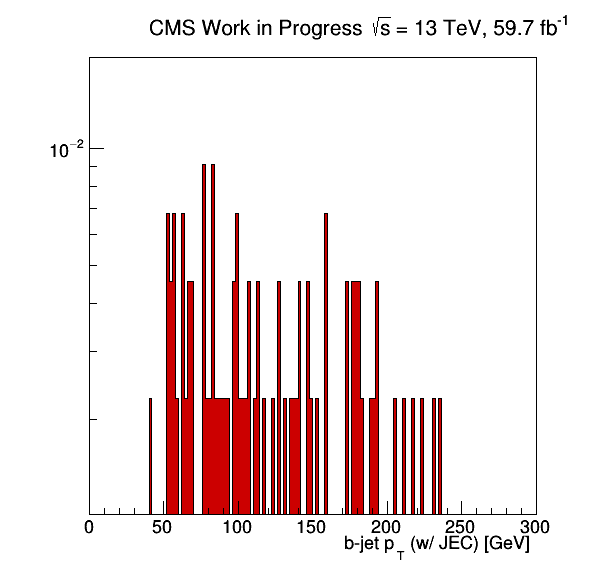 CMS Work in Progress √s = 13 TeV, 59.7 fb⁻¹
10⁻²
0 50 100 150 200 250 300
b-jet p_T (w/ JEC) [GeV]